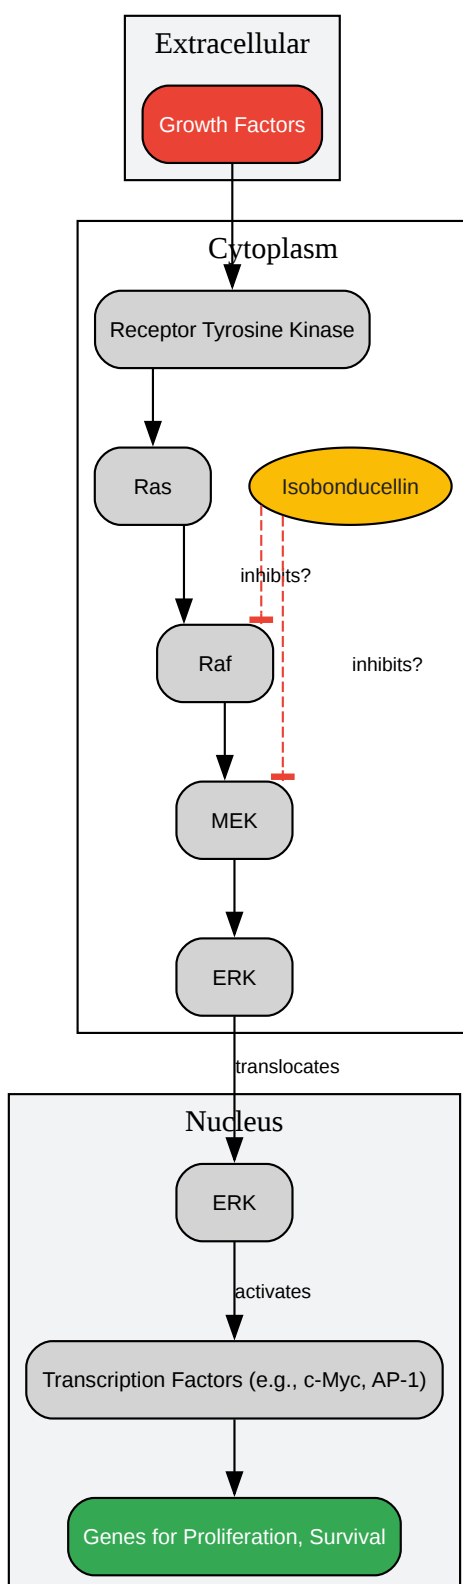 Extracellular
Growth Factors
Cytoplasm
Receptor Tyrosine Kinase
Ras
Isobonducellin
inhibits?
Raf
inhibits?
MEK
ERK
translocates
Nucleus
ERK
activates
Transcription Factors (e.g., c-Myc, AP-1)
Genes for Proliferation, Survival